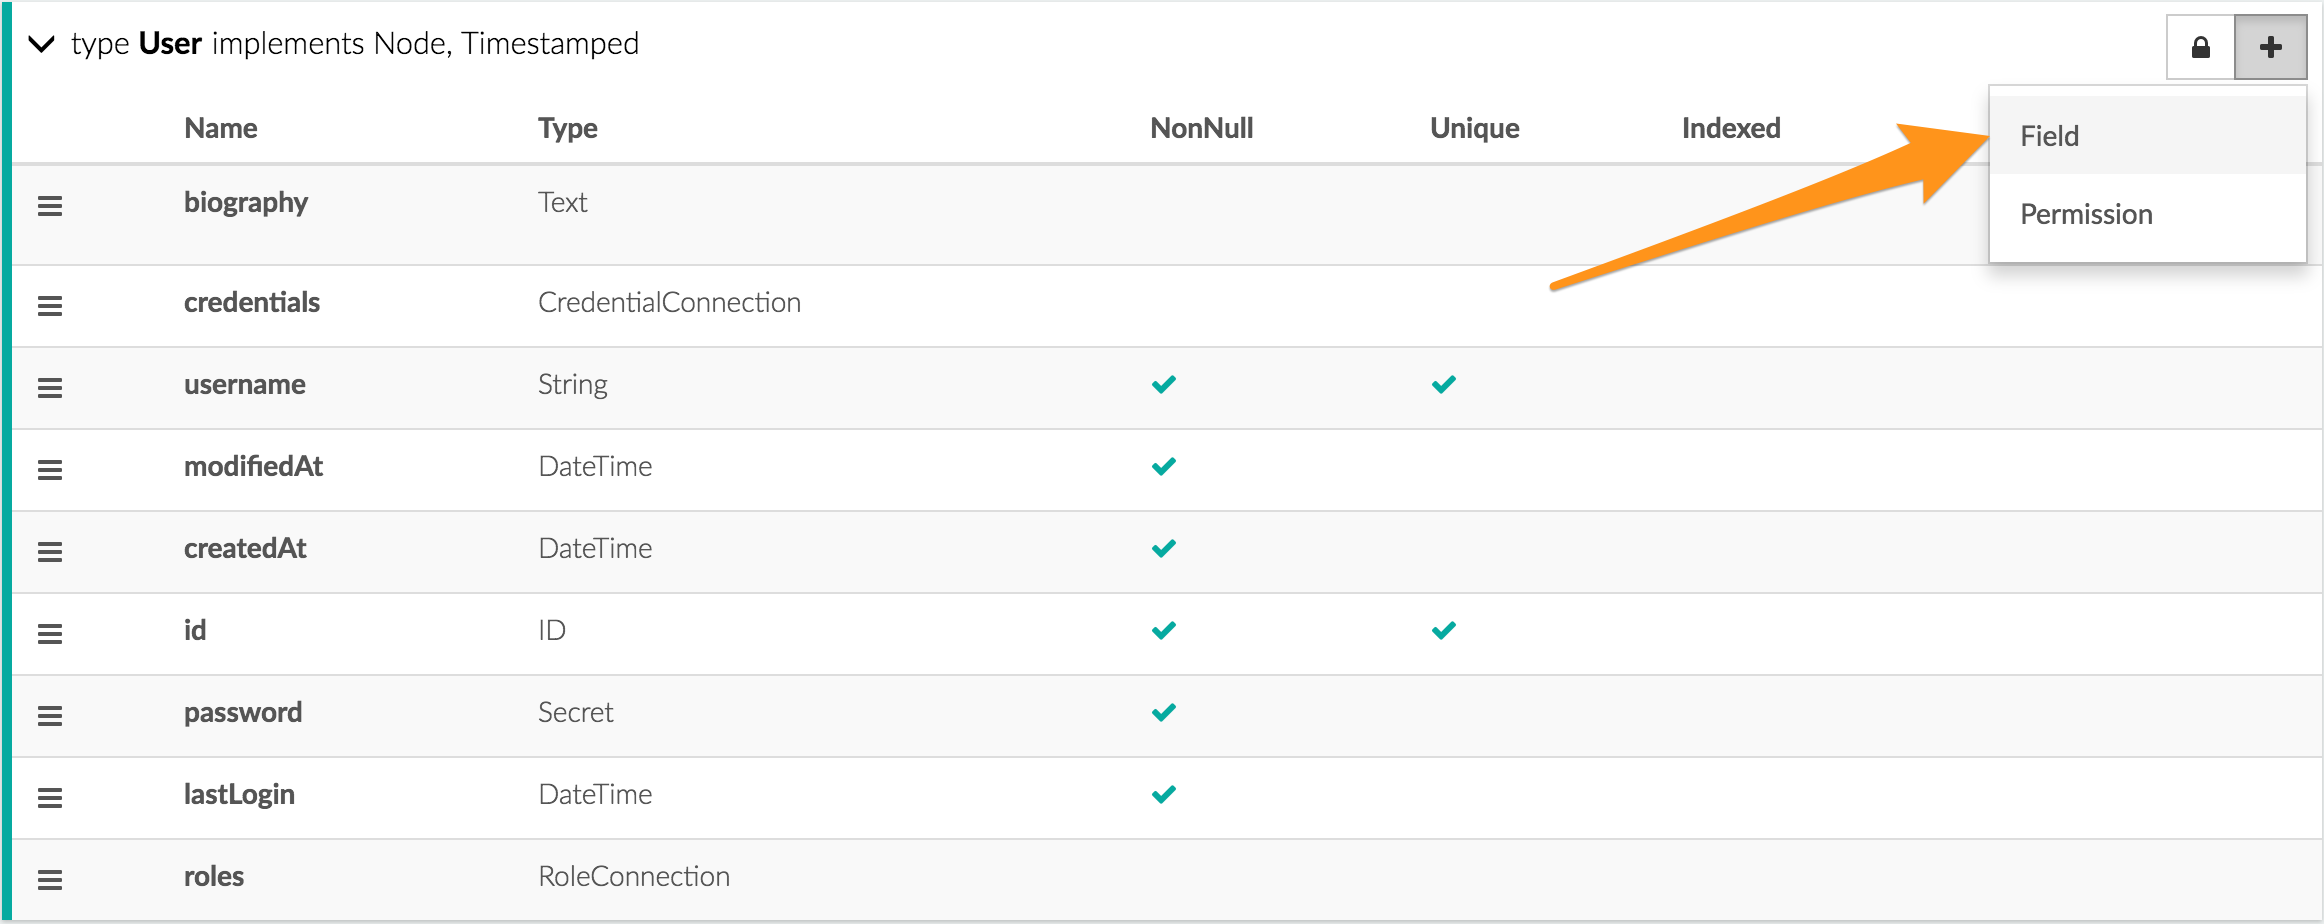 type User implements Node, Timestamped
Name Type NonNull Unique Indexed
Field
Permission
biography Text
credentials CredentialConnection
username String
modifiedAt DateTime
createdAt DateTime
id ID
password Secret
lastLogin DateTime
roles RoleConnection